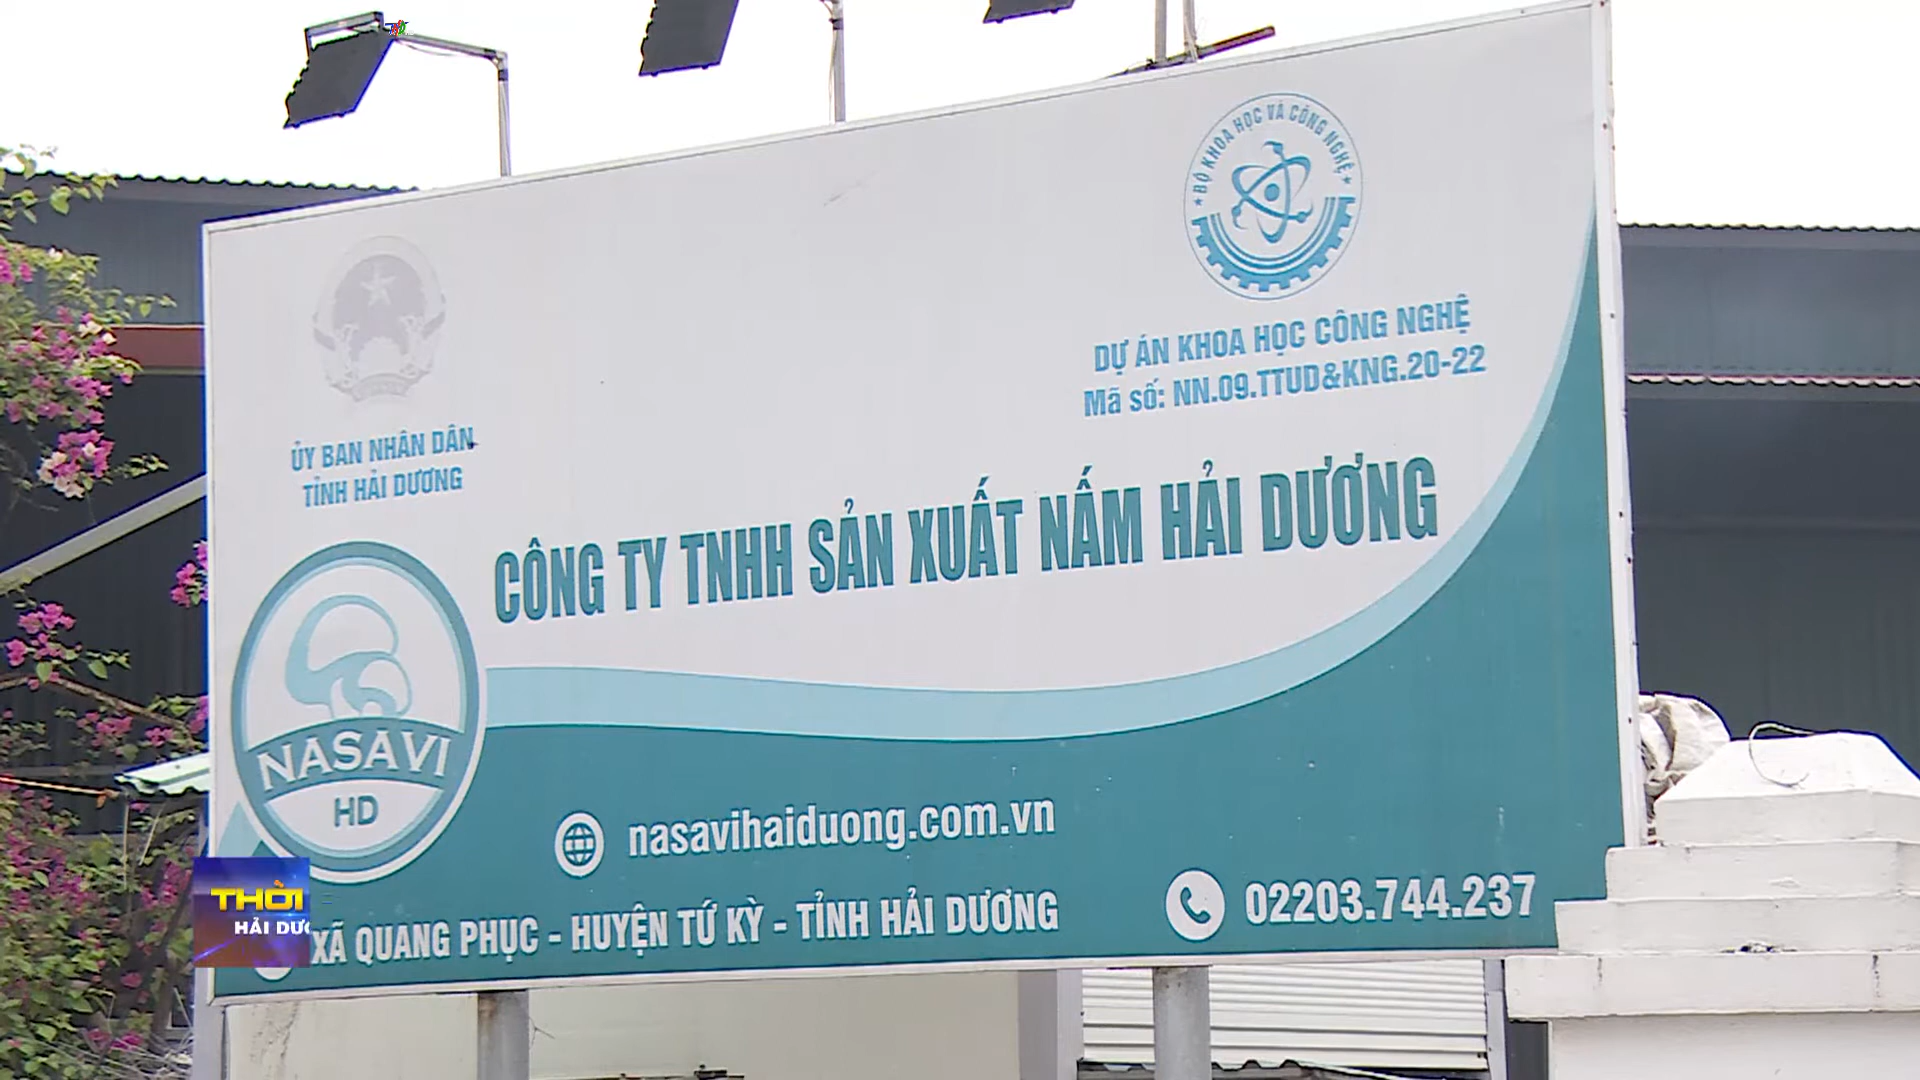 BỘ KHOA HỌC VÀ CÔNG NGHỆ
DỰ ÁN KHOA HỌC CÔNG NGHỆ
Mã số: NN.09.TTUD&KNG.20-22
ỦY BAN NHÂN DÂN
TỈNH HẢI DƯƠNG
CÔNG TY TNHH SẢN XUẤT NẤM HẢI DƯƠNG
NASAVI
HD
nasavihaiduong.com.vn
XÃ QUANG PHỤC - HUYỆN TỨ KỲ - TỈNH HẢI DƯƠNG
02203.744.237
THỜI
HẢI DƯƠ